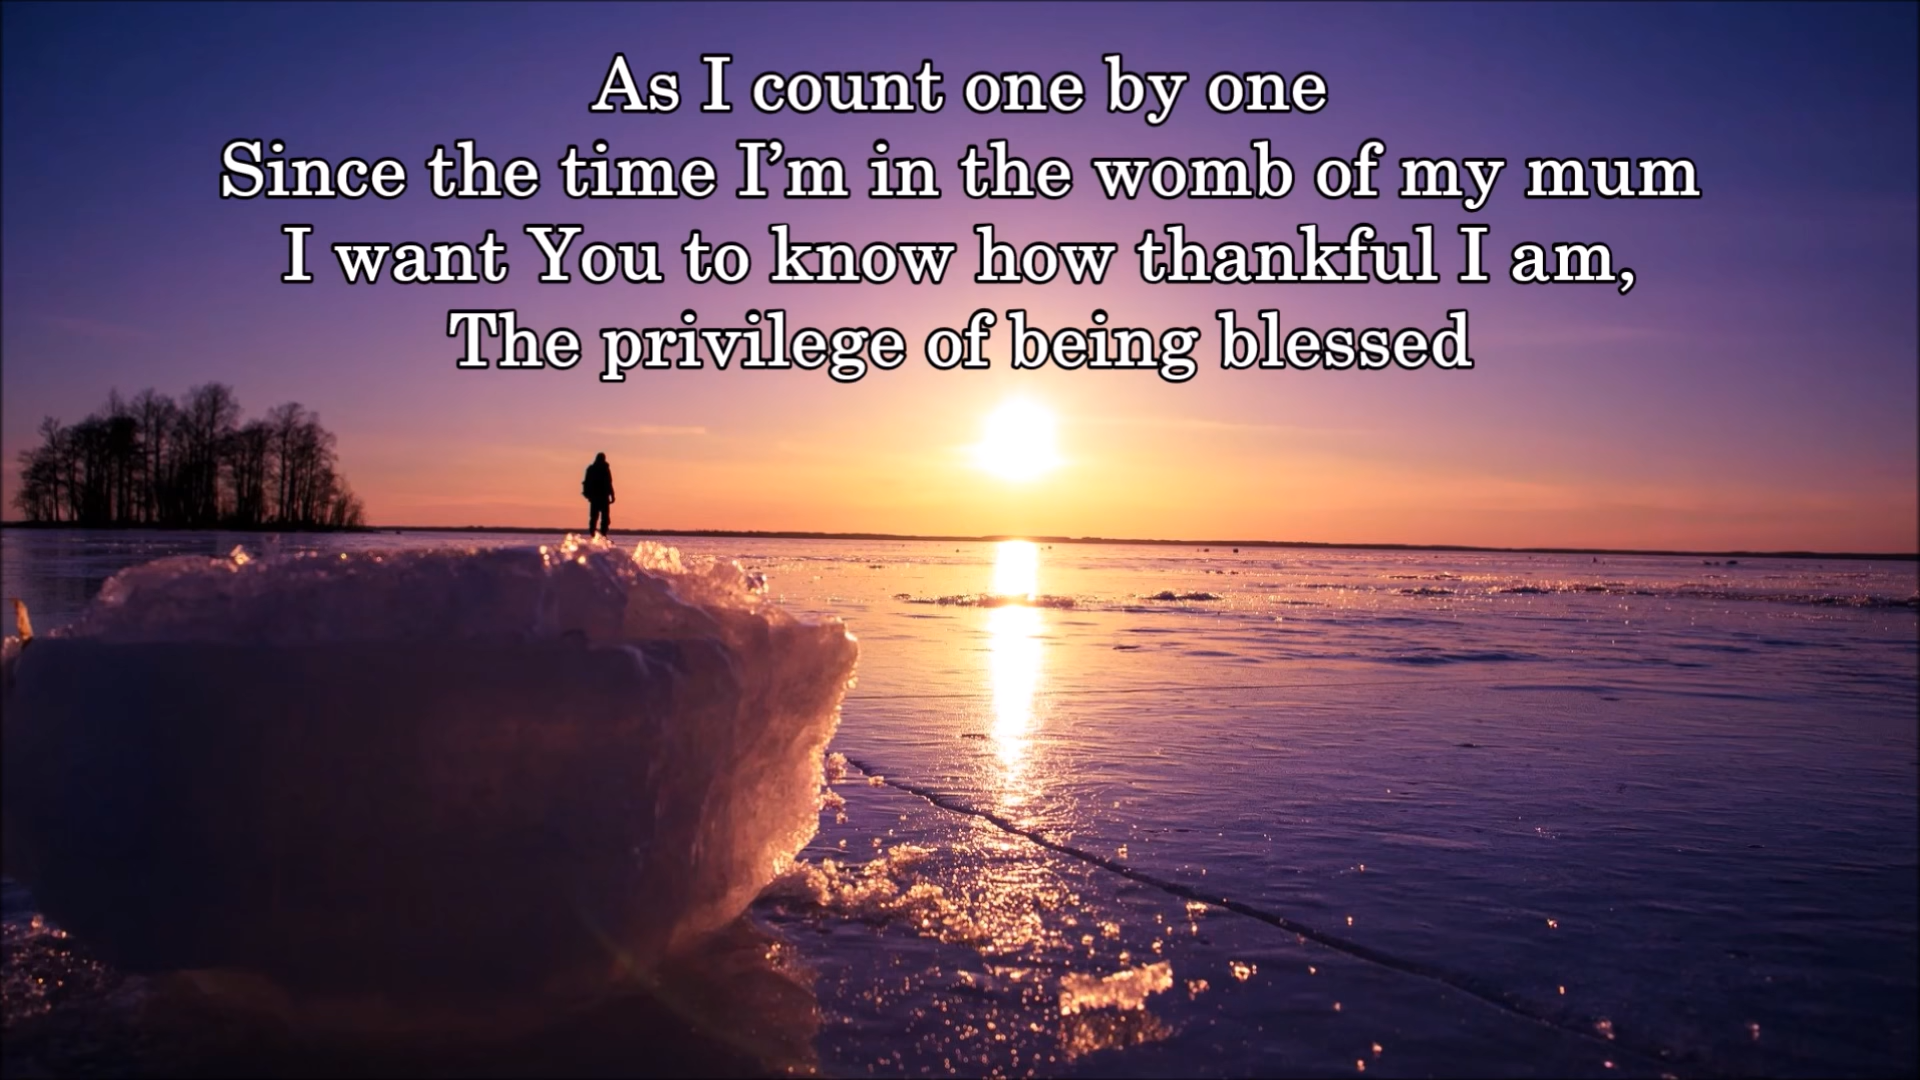 As I count one by one
Since the time I’m in the womb of my mum
I want You to know how thankful I am,
The privilege of being blessed